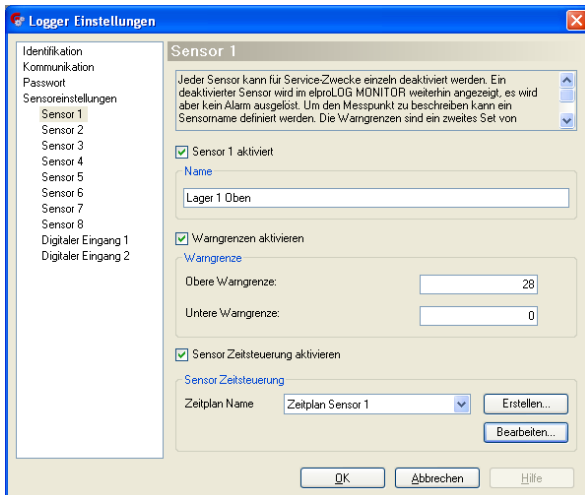 Logger Einstellungen
Identifikation
Kommunikation
Passwort
Sensoreinstellungen
Sensor 1
Sensor 2
Sensor 3
Sensor 4
Sensor 5
Sensor 6
Sensor 7
Sensor 8
Digitaler Eingang 1
Digitaler Eingang 2
Sensor 1
Jeder Sensor kann für Service-Zwecke einzeln deaktiviert werden. Ein
deaktivierter Sensor wird im elproLOG MONITOR weiterhin angezeigt, es wird
aber kein Alarm ausgelöst. Um den Messpunkt zu beschreiben kann ein
Sensorname definiert werden. Die Warngrenzen sind ein zweites Set von
Sensor 1 aktiviert
Name
Lager 1 Oben
Warngrenzen aktivieren
Warngrenze
Obere Warngrenze: 28
Untere Warngrenze: 0
Sensor Zeitsteuerung aktivieren
Sensor Zeitsteuerung
Zeitplan Name Zeitplan Sensor 1 Erstellen...
Bearbeiten...
OK Abbrechen Hilfe